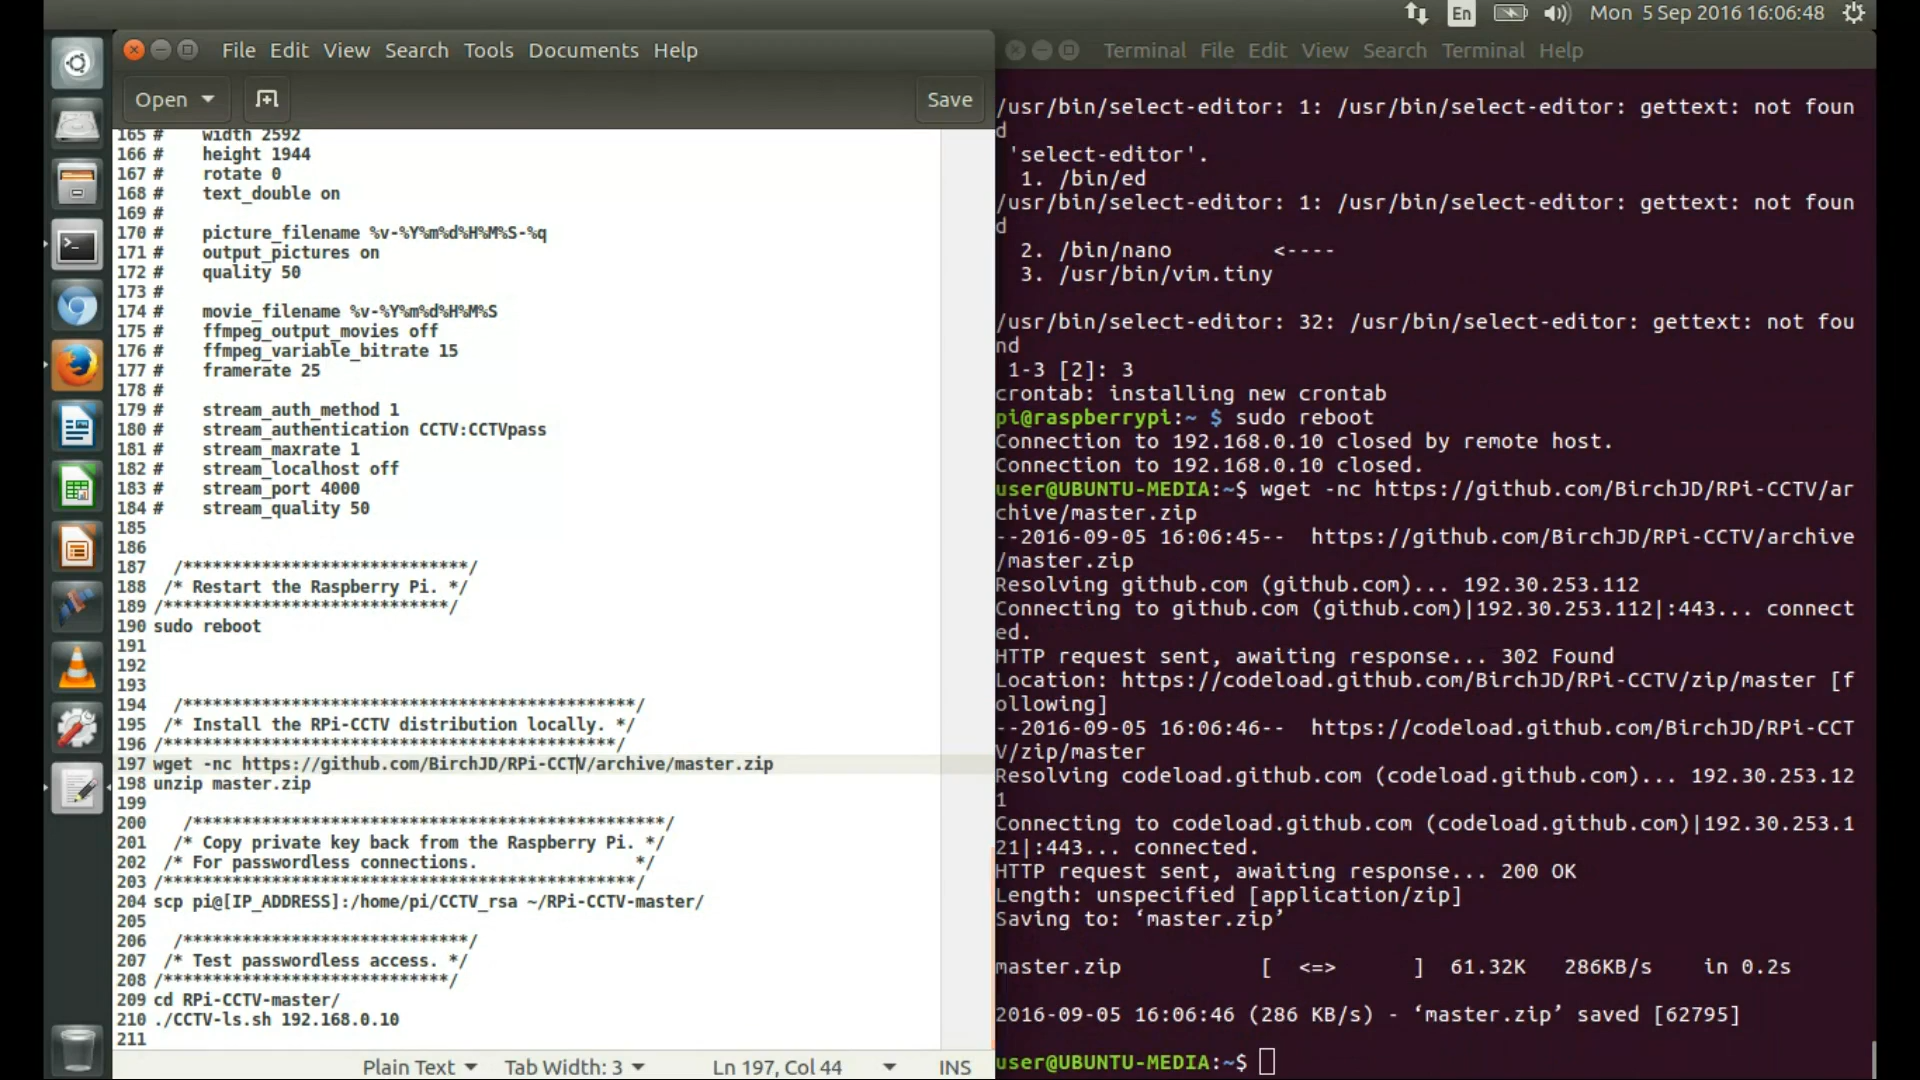 En
Mon 5 Sep 2016 16:06:48
File Edit View Search Tools Documents Help
Open
Save
165 # width 2592
166 # height 1944
167 # rotate 0
168 # text_double on
169 #
170 # picture_filename %v-%Y%m%d%H%M%S-%q
171 # output_pictures on
172 # quality 50
173 #
174 # movie_filename %v-%Y%m%d%H%M%S
175 # ffmpeg_output_movies off
176 # ffmpeg_variable_bitrate 15
177 # framerate 25
178 #
179 # stream_auth_method 1
180 # stream_authentication CCTV:CCTVpass
181 # stream_maxrate 1
182 # stream_localhost off
183 # stream_port 4000
184 # stream_quality 50
185
186
187 /*****************************/
188 /* Restart the Raspberry Pi. */
189 /*****************************/
190 sudo reboot
191
192
193
194 /**********************************************/
195 /* Install the RPi-CCTV distribution locally. */
196 /**********************************************/
197 wget -nc https://github.com/BirchJD/RPi-CCTV/archive/master.zip
198 unzip master.zip
199
200 /************************************************/
201 /* Copy private key back from the Raspberry Pi. */
202 /* For passwordless connections. */
203 /************************************************/
204 scp pi@[IP_ADDRESS]:/home/pi/CCTV_rsa ~/RPi-CCTV-master/
205
206 /*****************************/
207 /* Test passwordless access. */
208 /*****************************/
209 cd RPi-CCTV-master/
210 ./CCTV-ls.sh 192.168.0.10
211
Plain Text
Tab Width: 3
Ln 197, Col 44
INS
Terminal File Edit View Search Terminal Help
/usr/bin/select-editor: 1: /usr/bin/select-editor: gettext: not foun
d
'select-editor'.
1. /bin/ed
/usr/bin/select-editor: 1: /usr/bin/select-editor: gettext: not foun
d
2. /bin/nano <----
3. /usr/bin/vim.tiny
/usr/bin/select-editor: 32: /usr/bin/select-editor: gettext: not fou
nd
1-3 [2]: 3
crontab: installing new crontab
pi@raspberrypi:~ $ sudo reboot
Connection to 192.168.0.10 closed by remote host.
Connection to 192.168.0.10 closed.
user@UBUNTU-MEDIA:~$ wget -nc https://github.com/BirchJD/RPi-CCTV/ar
chive/master.zip
--2016-09-05 16:06:45-- https://github.com/BirchJD/RPi-CCTV/archive
/master.zip
Resolving github.com (github.com)... 192.30.253.112
Connecting to github.com (github.com)|192.30.253.112|:443... connect
ed.
HTTP request sent, awaiting response... 302 Found
Location: https://codeload.github.com/BirchJD/RPi-CCTV/zip/master [f
ollowing]
--2016-09-05 16:06:46-- https://codeload.github.com/BirchJD/RPi-CCT
V/zip/master
Resolving codeload.github.com (codeload.github.com)... 192.30.253.12
1
Connecting to codeload.github.com (codeload.github.com)|192.30.253.1
21|:443... connected.
HTTP request sent, awaiting response... 200 OK
Length: unspecified [application/zip]
Saving to: ‘master.zip’
master.zip [ <=> ] 61.32K 286KB/s in 0.2s
2016-09-05 16:06:46 (286 KB/s) - ‘master.zip’ saved [62795]
user@UBUNTU-MEDIA:~$